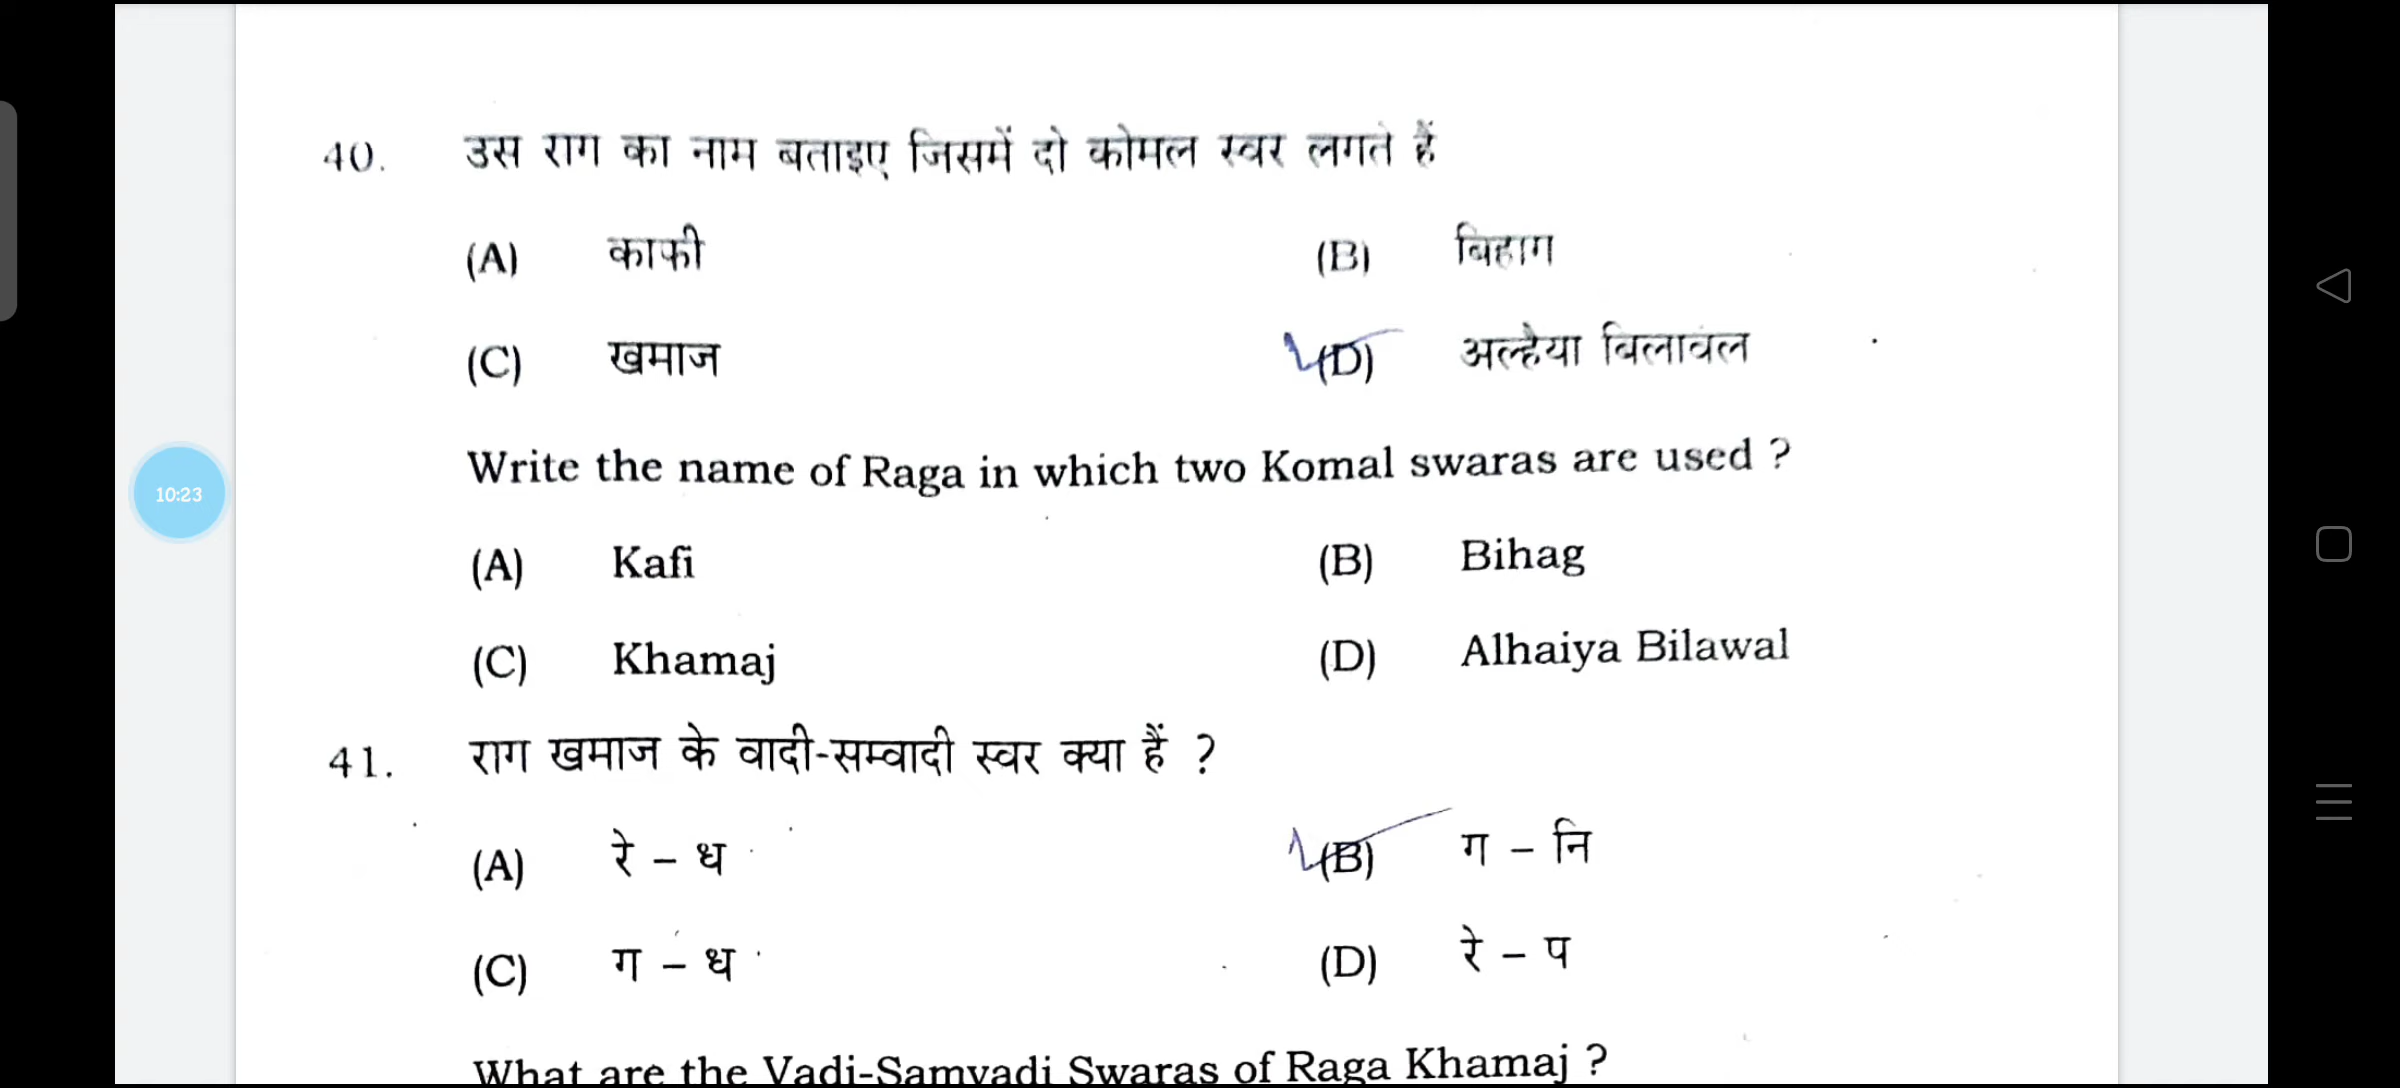 40. उस राग का नाम बताइए जिसमें दो कोमल स्वर लगते हैं
(A) काफी (B) बिहाग
(C) खमाज (D) अल्हैया बिलावल
Write the name of Raga in which two Komal swaras are used ?
(A) Kafi (B) Bihag
10:23
(C) Khamaj (D) Alhaiya Bilawal
41. राग खमाज के वादी-सम्वादी स्वर क्या हैं ?
(A) रे – ध (B) ग – नि
(C) ग – ध (D) रे – प
What are the Vadi-Samvadi Swaras of Raga Khamaj ?